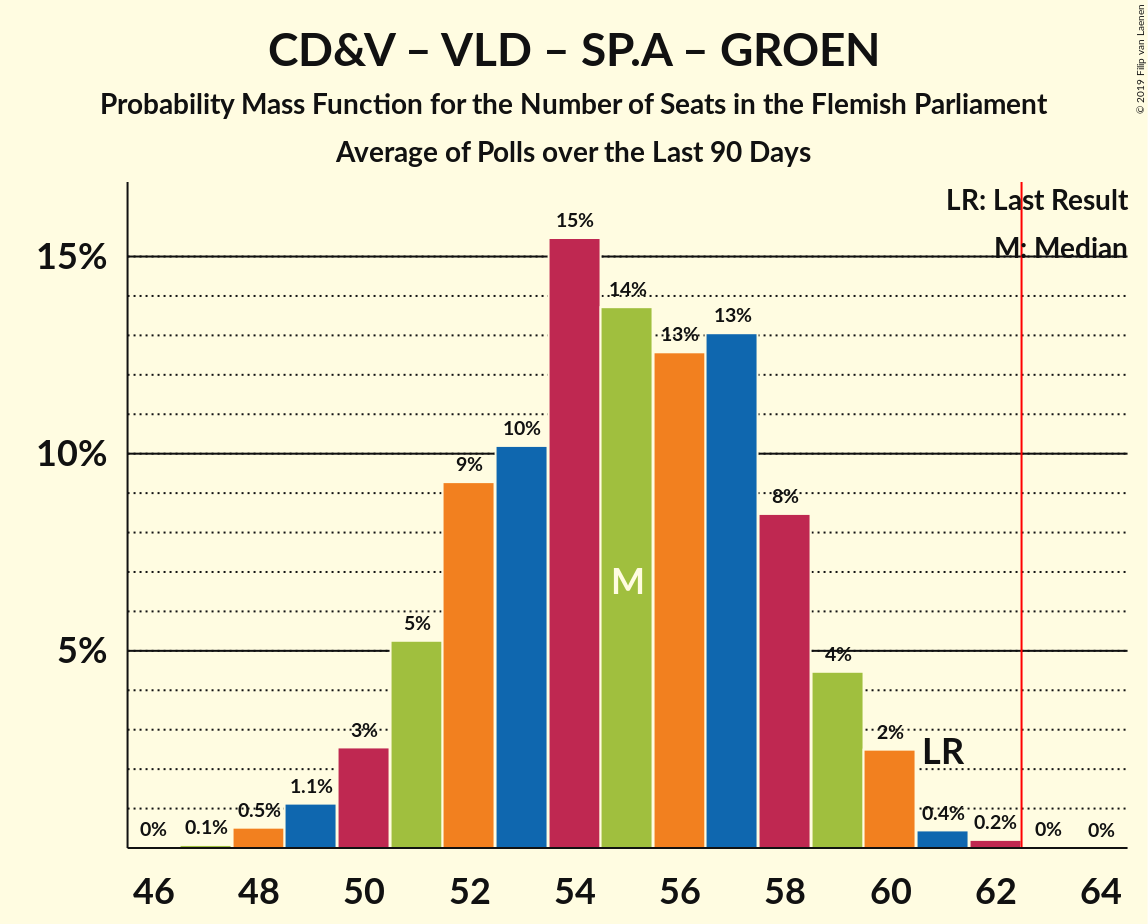 CD&V – VLD – SP.A – GROEN
Probability Mass Function for the Number of Seats in the Flemish Parliament
Average of Polls over the Last 90 Days
© 2019 Filip van Laenen
LR: Last Result
M: Median
15%
10%
5%
0%
0.1%
0.5%
1.1%
3%
5%
9%
10%
15%
14%
13%
13%
8%
4%
2%
0.4%
0.2%
0%
0%
M
LR
46 48 50 52 54 56 58 60 62 64